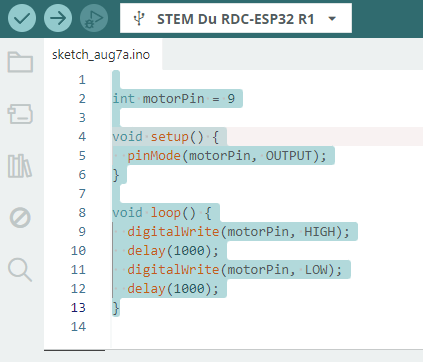 STEM Du RDC-ESP32 R1
sketch_aug7a.ino
1
2 int motorPin = 9
3
4 void setup() {
5 pinMode(motorPin, OUTPUT);
6 }
7
8 void loop() {
9 digitalWrite(motorPin, HIGH);
10 delay(1000);
11 digitalWrite(motorPin, LOW);
12 delay(1000);
13 }
14